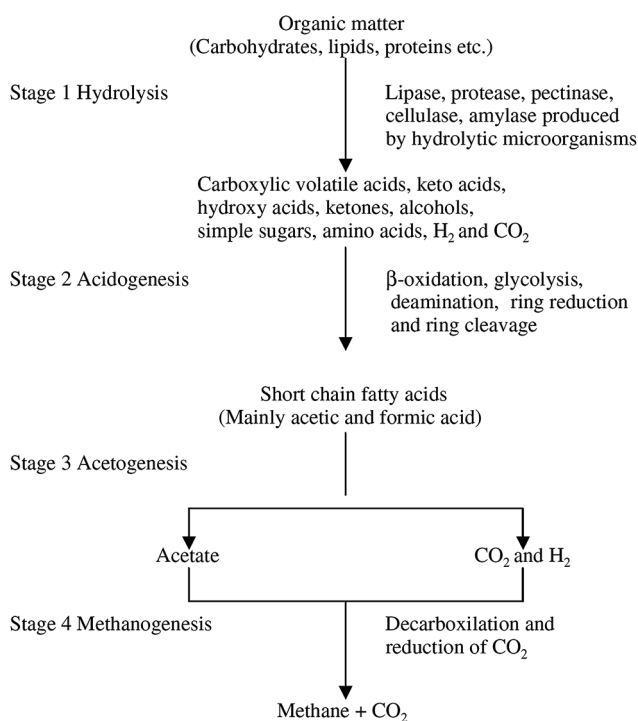 Organic matter
(Carbohydrates, lipids, proteins etc.)
Stage 1 Hydrolysis
Lipase, protease, pectinase,
cellulase, amylase produced
by hydrolytic microorganisms
Carboxylic volatile acids, keto acids,
hydroxy acids, ketones, alcohols,
simple sugars, amino acids, H₂ and CO₂
Stage 2 Acidogenesis
β-oxidation, glycolysis,
deamination, ring reduction
and ring cleavage
Short chain fatty acids
(Mainly acetic and formic acid)
Stage 3 Acetogenesis
Acetate
CO₂ and H₂
Stage 4 Methanogenesis
Decarboxilation and
reduction of CO₂
Methane + CO₂